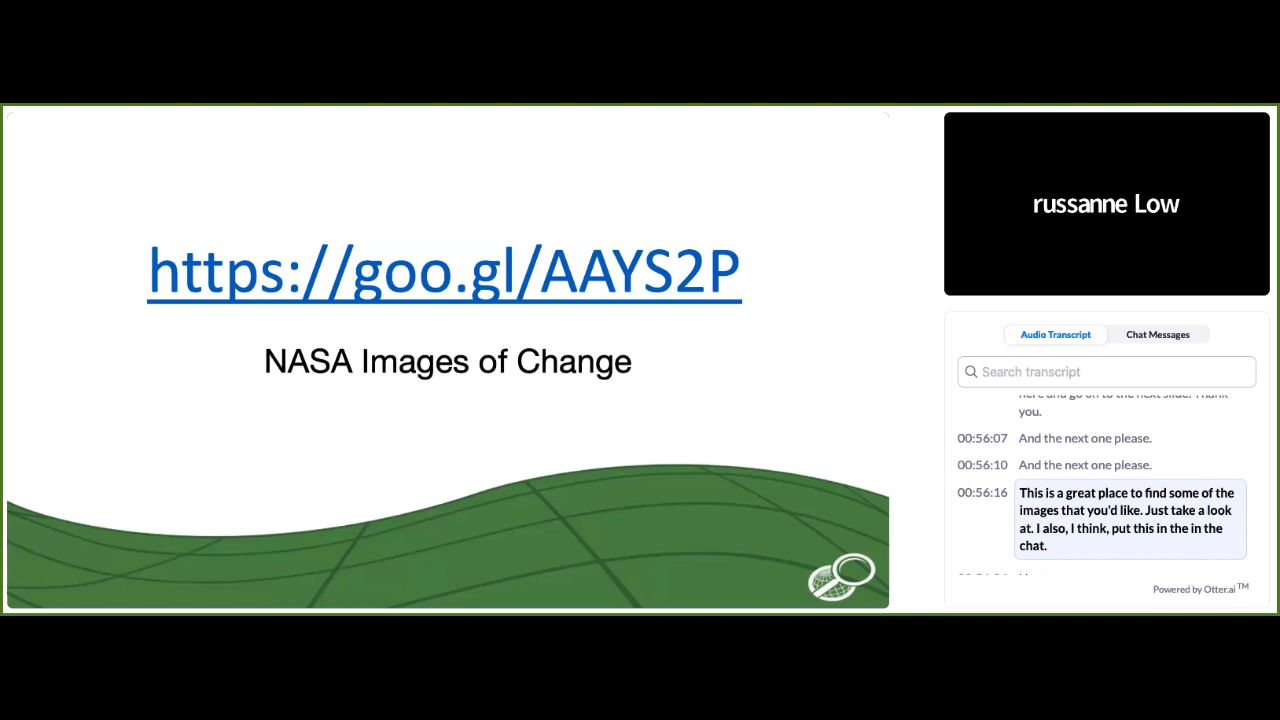 https://goo.gl/AAYS2P
NASA Images of Change
russanne Low
Audio Transcript
Chat Messages
Search transcript
here and go on to the next slide. Thank
you.
00:56:07 And the next one please.
00:56:10 And the next one please.
00:56:16 This is a great place to find some of the
images that you'd like. Just take a look
at. I also, I think, put this in the in the
chat.
Powered by Otter.ai TM